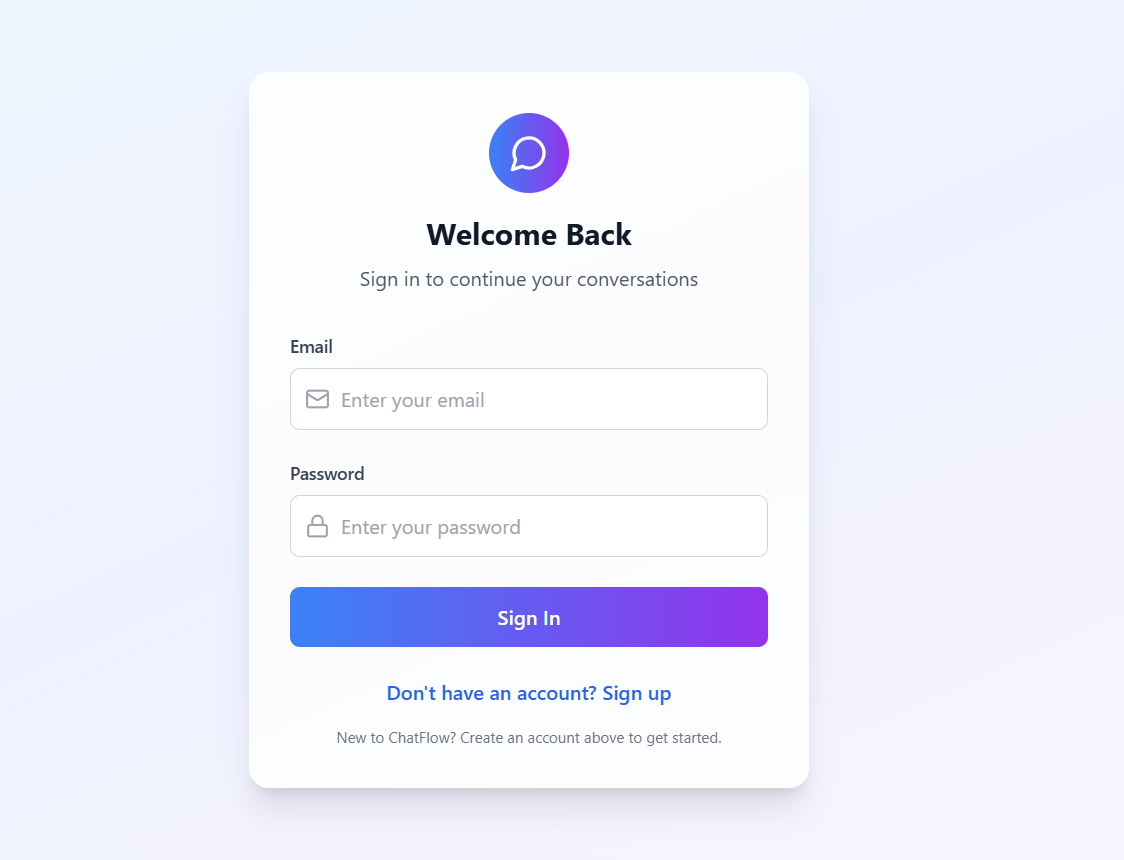 Welcome Back
Sign in to continue your conversations
Email
Enter your email
Password
Enter your password
Sign In
Don't have an account? Sign up
New to ChatFlow? Create an account above to get started.